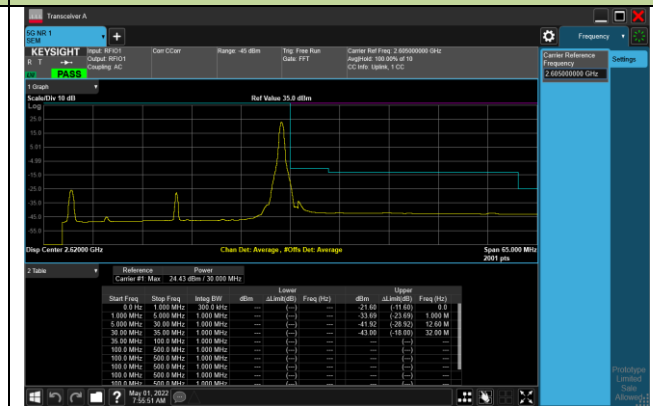 Transceiver A
5G NR 1
SEM
Frequency
KEYSIGHT
R T
PASS
Input: RFIO1
Output: RFIO1
Coupling: AC
Corr CCorr
Range: -45 dBm
Trig: Free Run
Gate: FFT
Carrier Ref Freq: 2.605000000 GHz
Avg|Hold: 100.00% of 10
CC Info: Uplink, 1 CC
Carrier Reference
Frequency
2.605000000 GHz
Settings
1 Graph
Scale/Div 10 dB
Ref Value 35.0 dBm
Log
25.0
15.0
5.01
-4.99
-15.0
-25.0
-35.0
-45.0
-55.0
Disp Center 2.62000 GHz
Chan Det: Average , #Offs Det: Average
Span 65.000 MHz
2001 pts
2 Table
Reference Power
Carrier #1 Max 24.43 dBm / 30.000 MHz
Lower Upper
Start Freq Stop Freq Integ BW dBm ΔLimit(dB) Freq (Hz) dBm ΔLimit(dB) Freq (Hz)
0.0 Hz 1.000 MHz 300.0 kHz --- (---) --- -21.60 (-11.60) 0.0
1.000 MHz 5.000 MHz 1.000 MHz --- (---) --- -33.69 (-23.69) 1.000 M
5.000 MHz 30.00 MHz 1.000 MHz --- (---) --- -41.92 (-28.92) 12.60 M
30.00 MHz 35.00 MHz 1.000 MHz --- (---) --- -43.00 (-18.00) 32.00 M
35.00 MHz 100.0 MHz 1.000 MHz --- (---) --- --- (---) ---
100.0 MHz 500.0 MHz 1.000 MHz --- (---) --- --- (---) ---
100.0 MHz 500.0 MHz 1.000 MHz --- (---) --- --- (---) ---
100.0 MHz 500.0 MHz 1.000 MHz --- (---) --- --- (---) ---
100.0 MHz 500.0 MHz 1.000 MHz --- (---) --- --- (---) ---
Prototype
Limited
Sale
Allowed
May 01, 2022
7:55:51 AM